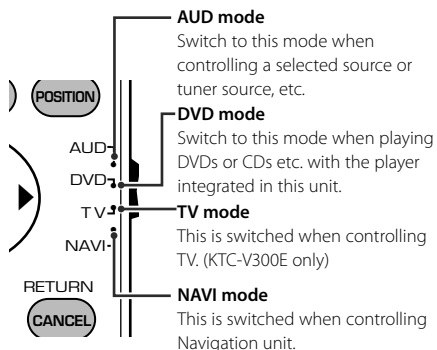 AUD mode
Switch to this mode when
controlling a selected source or
tuner source, etc.
DVD mode
Switch to this mode when playing
DVDs or CDs etc. with the player
integrated in this unit.
TV mode
This is switched when controlling
TV. (KTC-V300E only)
NAVI mode
This is switched when controlling
Navigation unit.
POSITION
AUD
DVD
TV
NAVI
RETURN
CANCEL